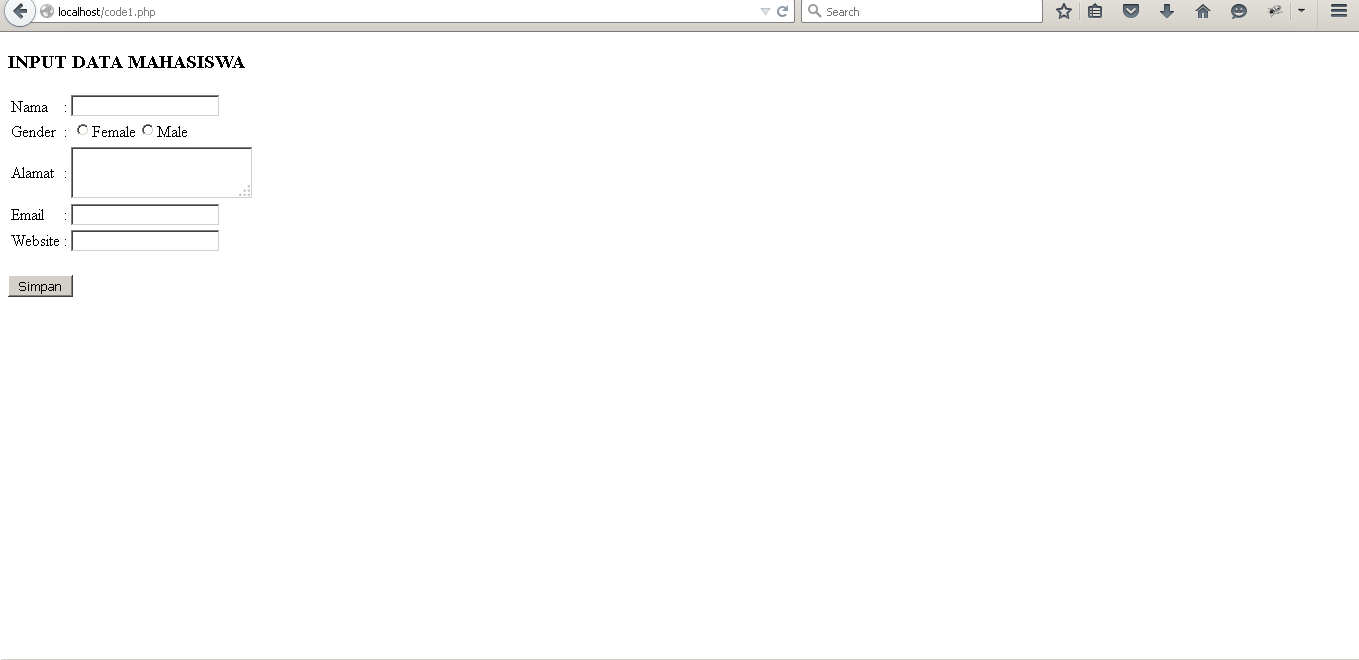 localhost/code1.php Search
INPUT DATA MAHASISWA
Nama :
Gender : Female Male
Alamat :
Email :
Website :
Simpan